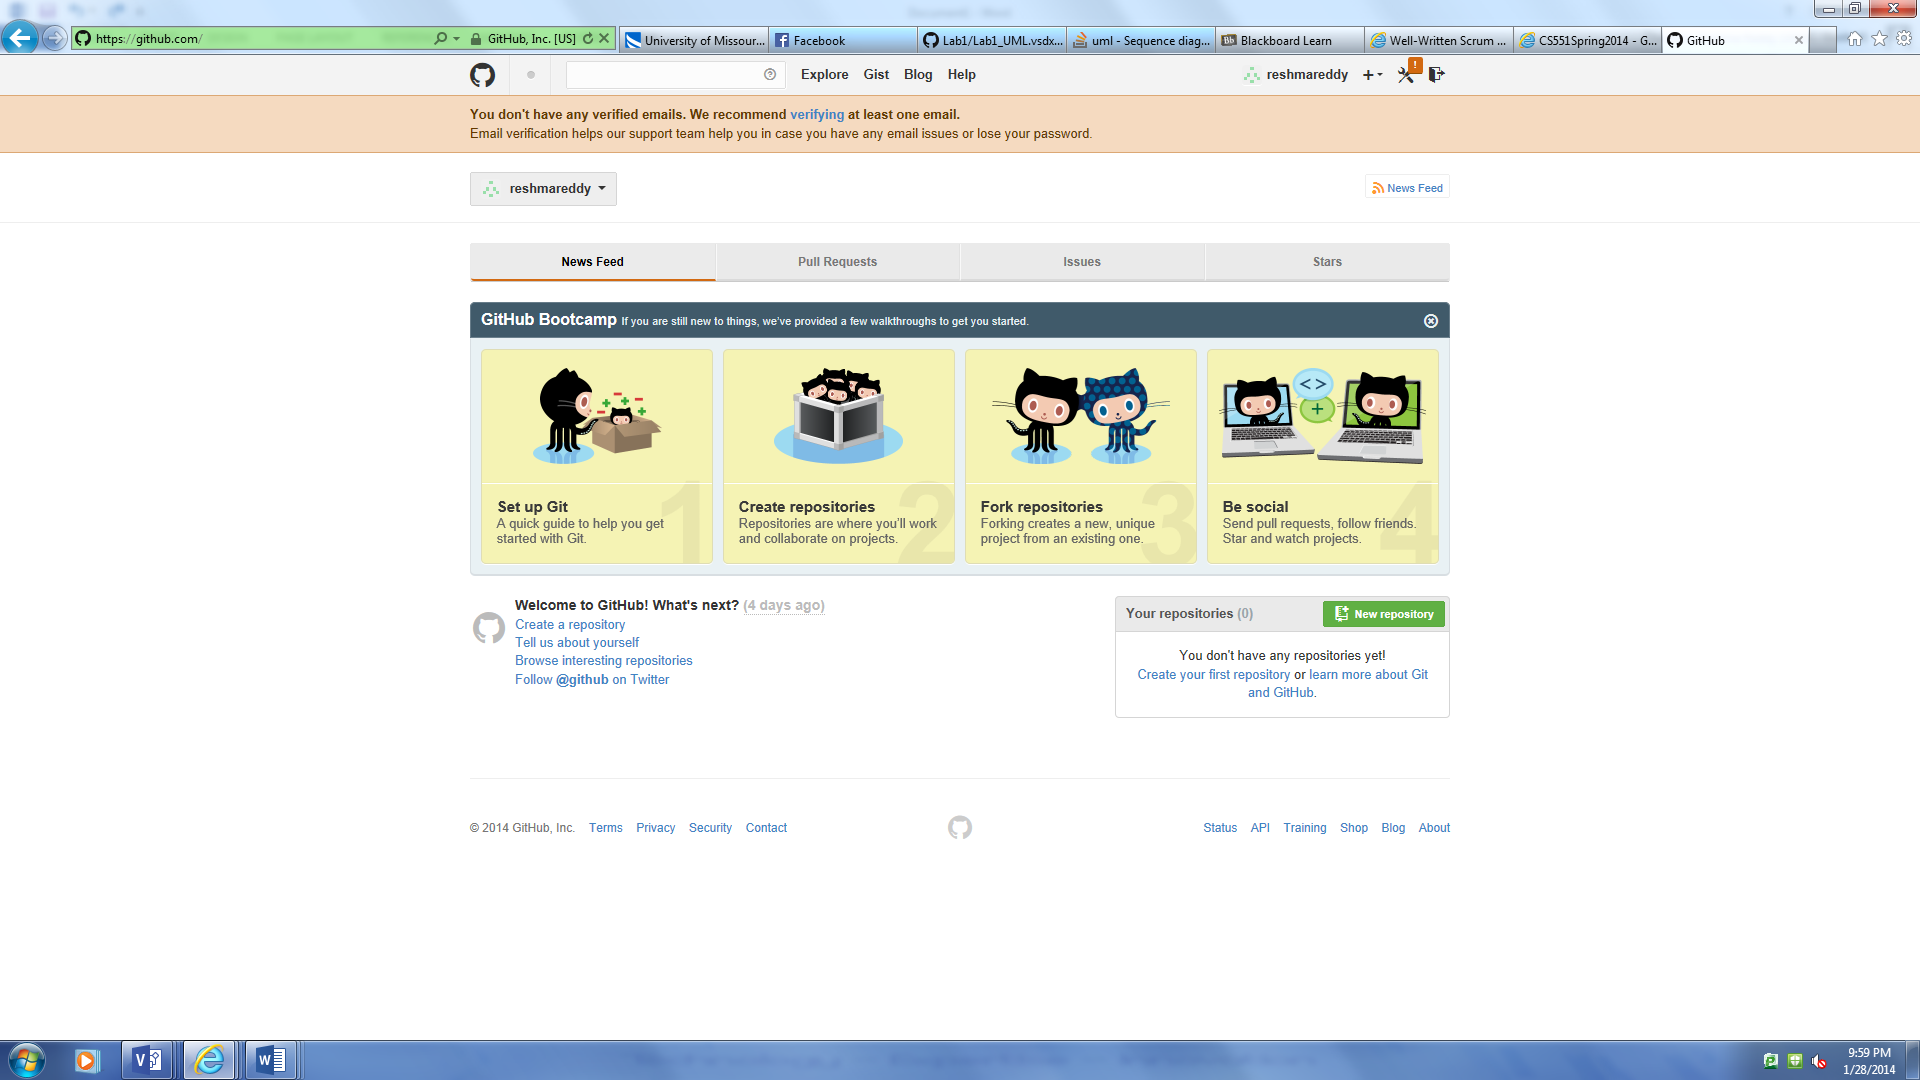 https://github.com/
GitHub, Inc. [US]
University of Missour...
Facebook
Lab1/Lab1_UML.vsdx...
uml - Sequence diag...
Bb Blackboard Learn
Well-Written Scrum ...
CS551Spring2014 - G...
GitHub
Explore Gist Blog Help
reshmareddy
You don't have any verified emails. We recommend verifying at least one email.
Email verification helps our support team help you in case you have any email issues or lose your password.
reshmareddy
News Feed
News Feed
Pull Requests
Issues
Stars
GitHub Bootcamp If you are still new to things, we've provided a few walkthroughs to get you started.
Set up Git
A quick guide to help you get
started with Git.
1
Create repositories
Repositories are where you'll work
and collaborate on projects.
2
Fork repositories
Forking creates a new, unique
project from an existing one.
3
Be social
Send pull requests, follow friends.
Star and watch projects.
4
Welcome to GitHub! What's next? (4 days ago)
Create a repository
Tell us about yourself
Browse interesting repositories
Follow @github on Twitter
Your repositories (0)
New repository
You don't have any repositories yet!
Create your first repository or learn more about Git
and GitHub.
© 2014 GitHub, Inc. Terms Privacy Security Contact
Status API Training Shop Blog About
9:59 PM
1/28/2014